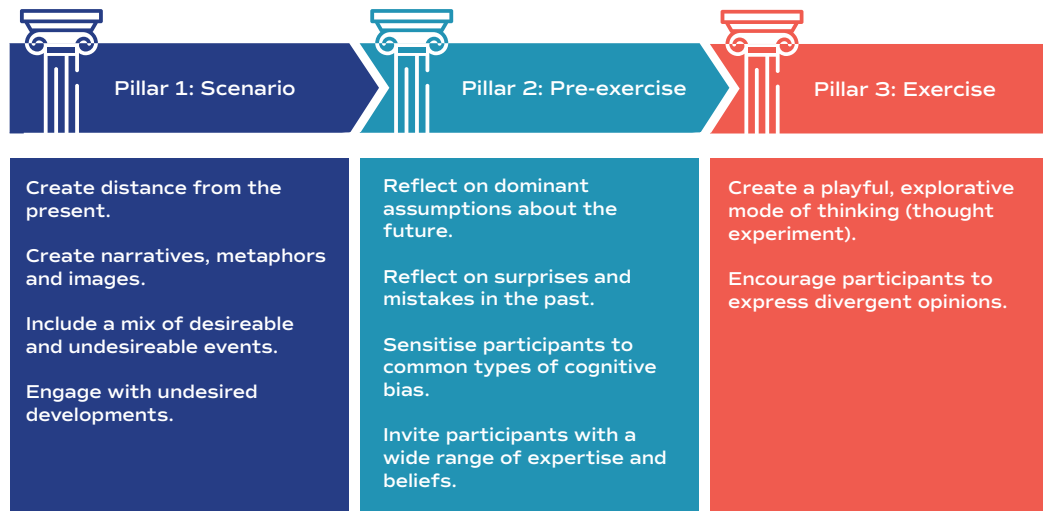 Pillar 1: Scenario
Pillar 2: Pre-exercise
Pillar 3: Exercise
Create distance from the
present.
Create narratives, metaphors
and images.
Include a mix of desireable
and undesireable events.
Engage with undesired
developments.
Reflect on dominant
assumptions about the
future.
Reflect on surprises and
mistakes in the past.
Sensitise participants to
common types of cognitive
bias.
Invite participants with a
wide range of expertise and
beliefs.
Create a playful, explorative
mode of thinking (thought
experiment).
Encourage participants to
express divergent opinions.